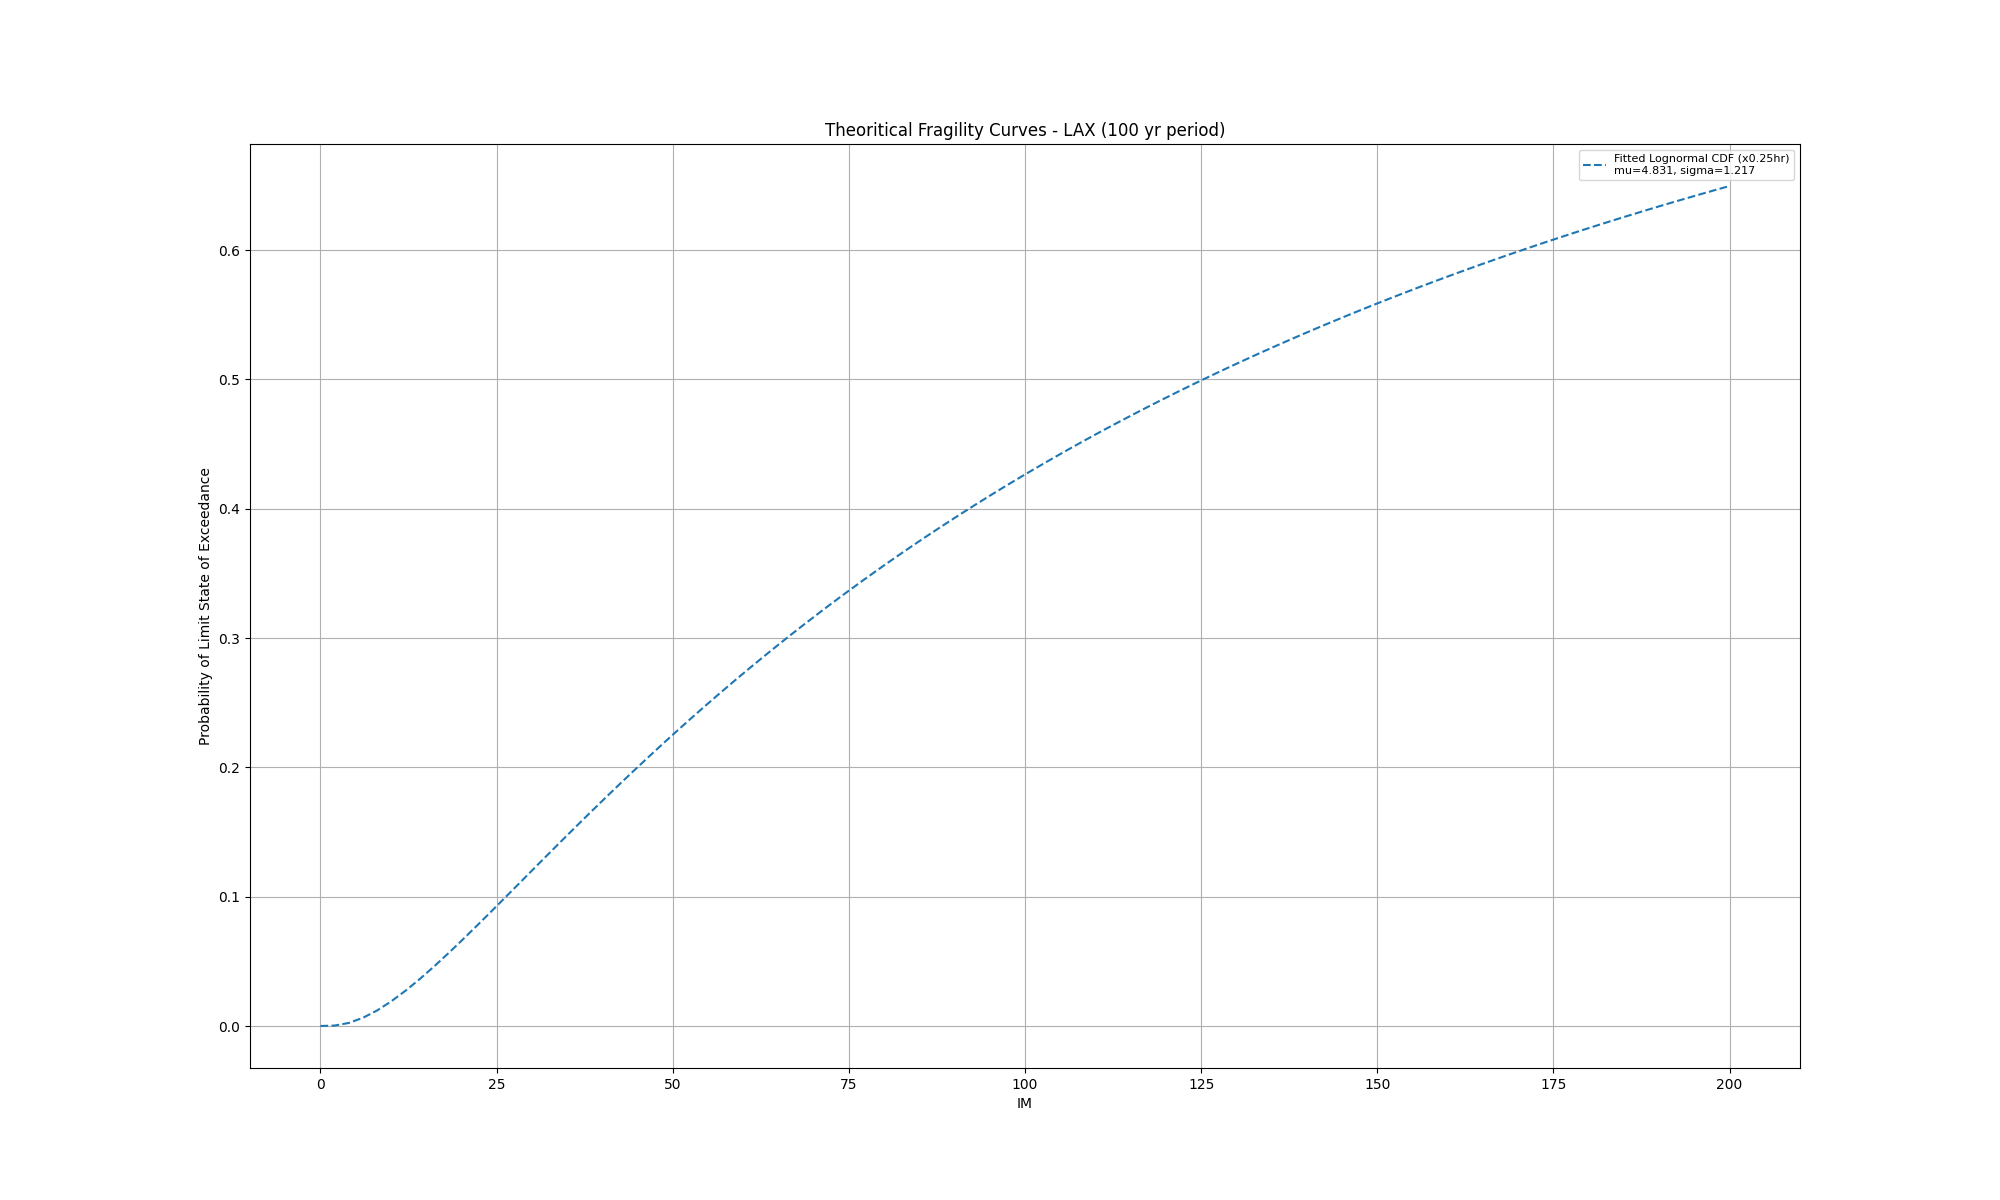 Theoritical Fragility Curves - LAX (100 yr period)
Fitted Lognormal CDF (x0.25hr)
mu=4.831, sigma=1.217
Probability of Limit State of Exceedance
0.6
0.5
0.4
0.3
0.2
0.1
0.0
0 25 50 75 100 125 150 175 200
IM